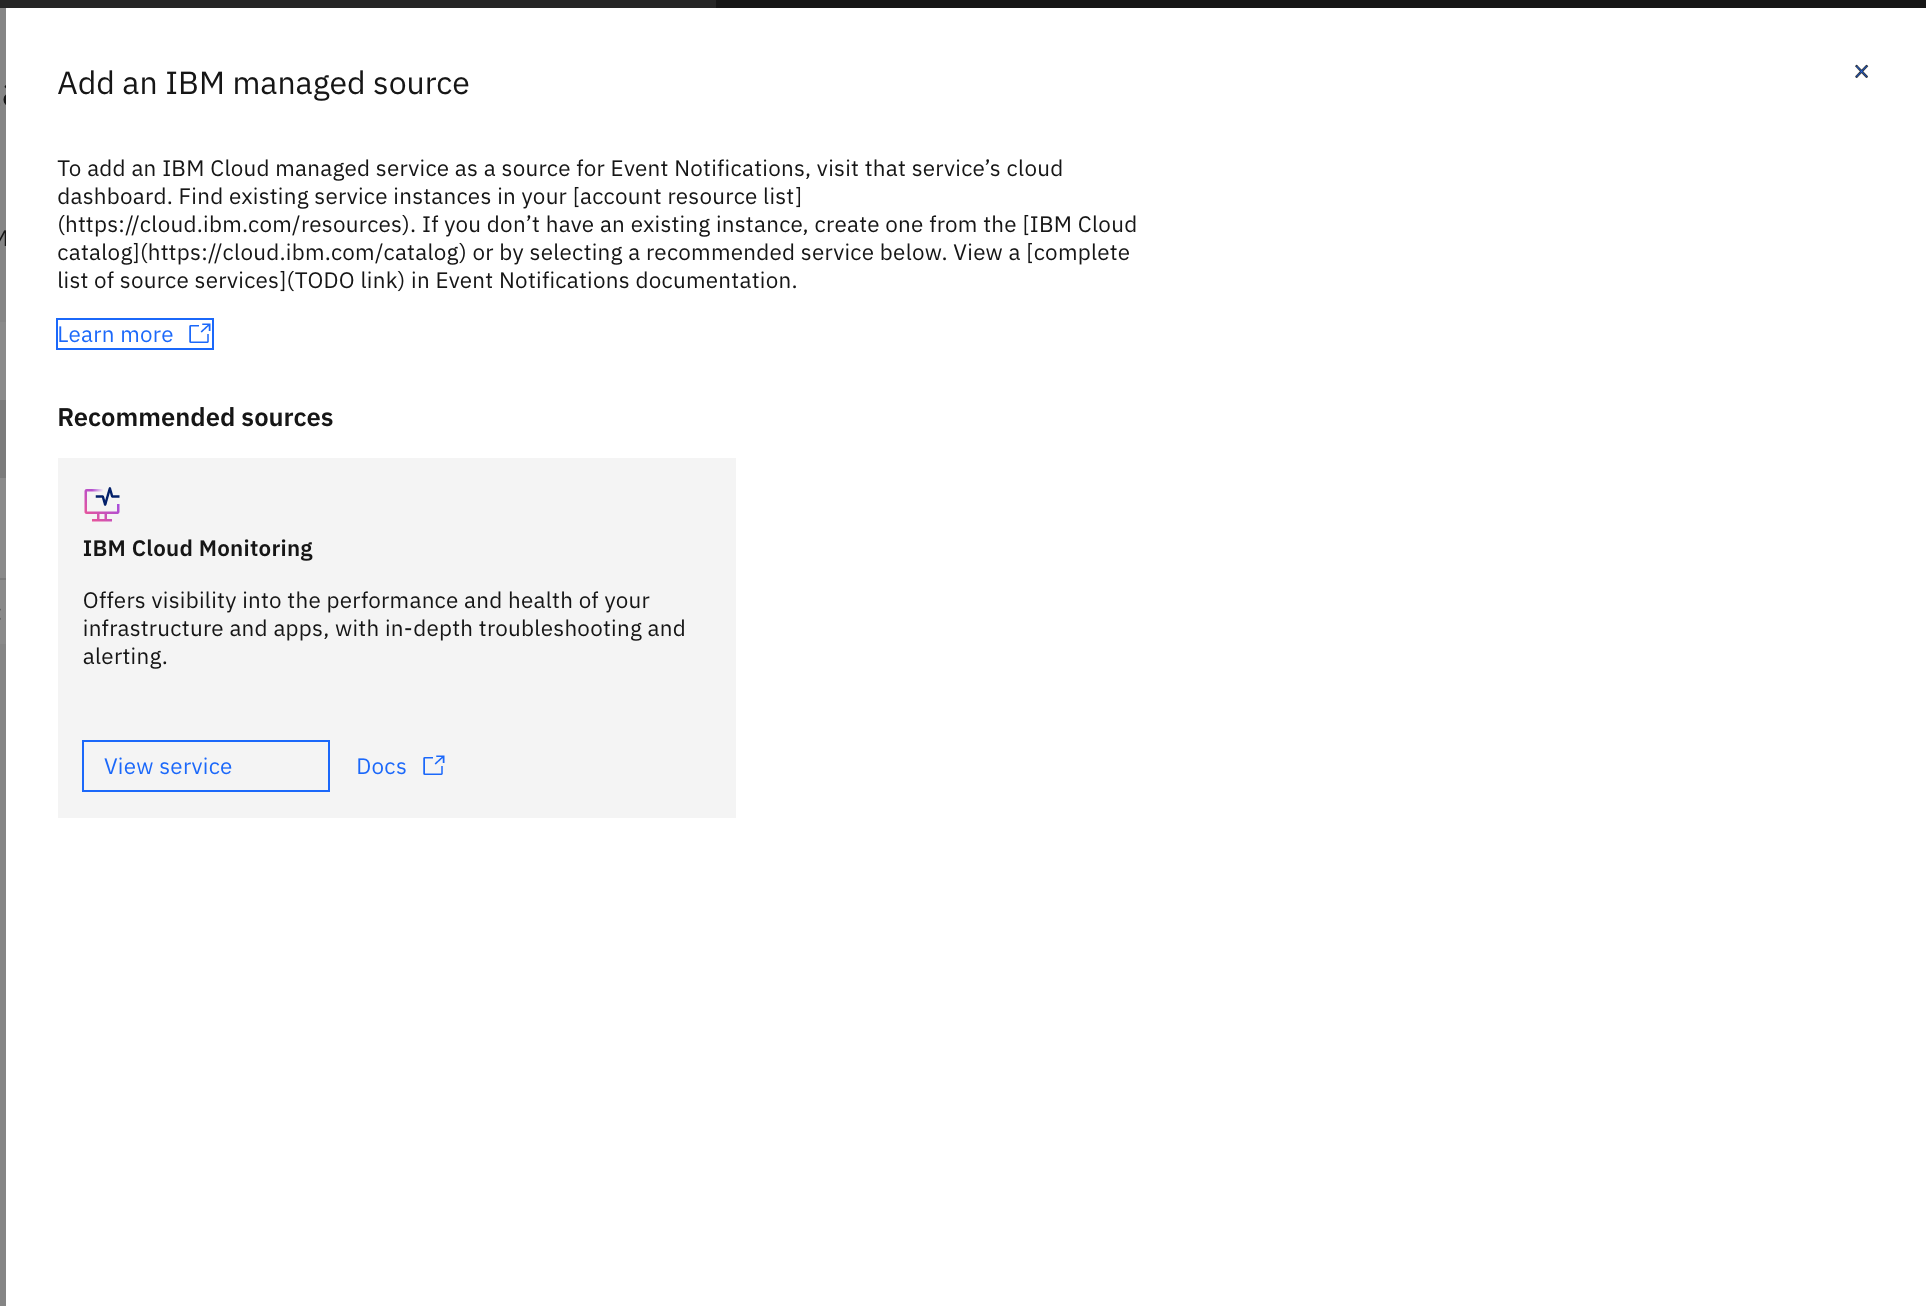 Add an IBM managed source
To add an IBM Cloud managed service as a source for Event Notifications, visit that service’s cloud
dashboard. Find existing service instances in your [account resource list]
(https://cloud.ibm.com/resources). If you don’t have an existing instance, create one from the [IBM Cloud
catalog](https://cloud.ibm.com/catalog) or by selecting a recommended service below. View a [complete
list of source services](TODO link) in Event Notifications documentation.
Learn more
Recommended sources
IBM Cloud Monitoring
Offers visibility into the performance and health of your
infrastructure and apps, with in-depth troubleshooting and
alerting.
View service
Docs